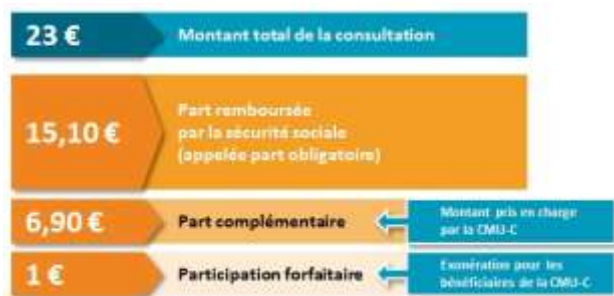 23 € Montant total de la consultation
15,10 € Part remboursée
par la sécurité sociale
(appelée part obligatoire)
6,90 € Part complémentaire
Montant pris en charge
par la CMU-C
1 € Participation forfaitaire
Exonération pour les
bénéficiaires de la CMU-C